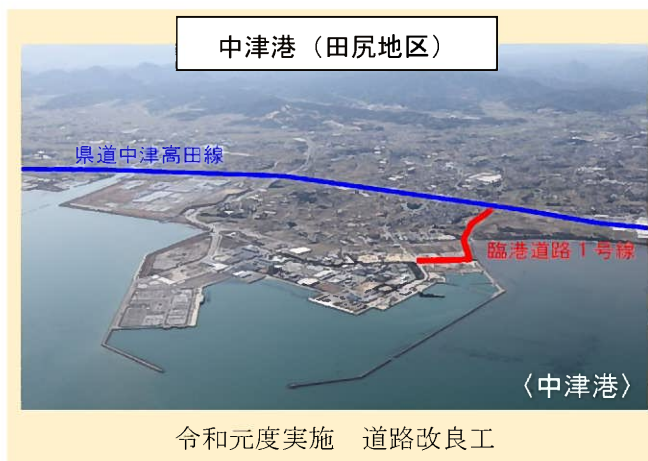 中津港（田尻地区）
県道中津高田線
臨港道路１号線
〈中津港〉
令和元度実施　道路改良工